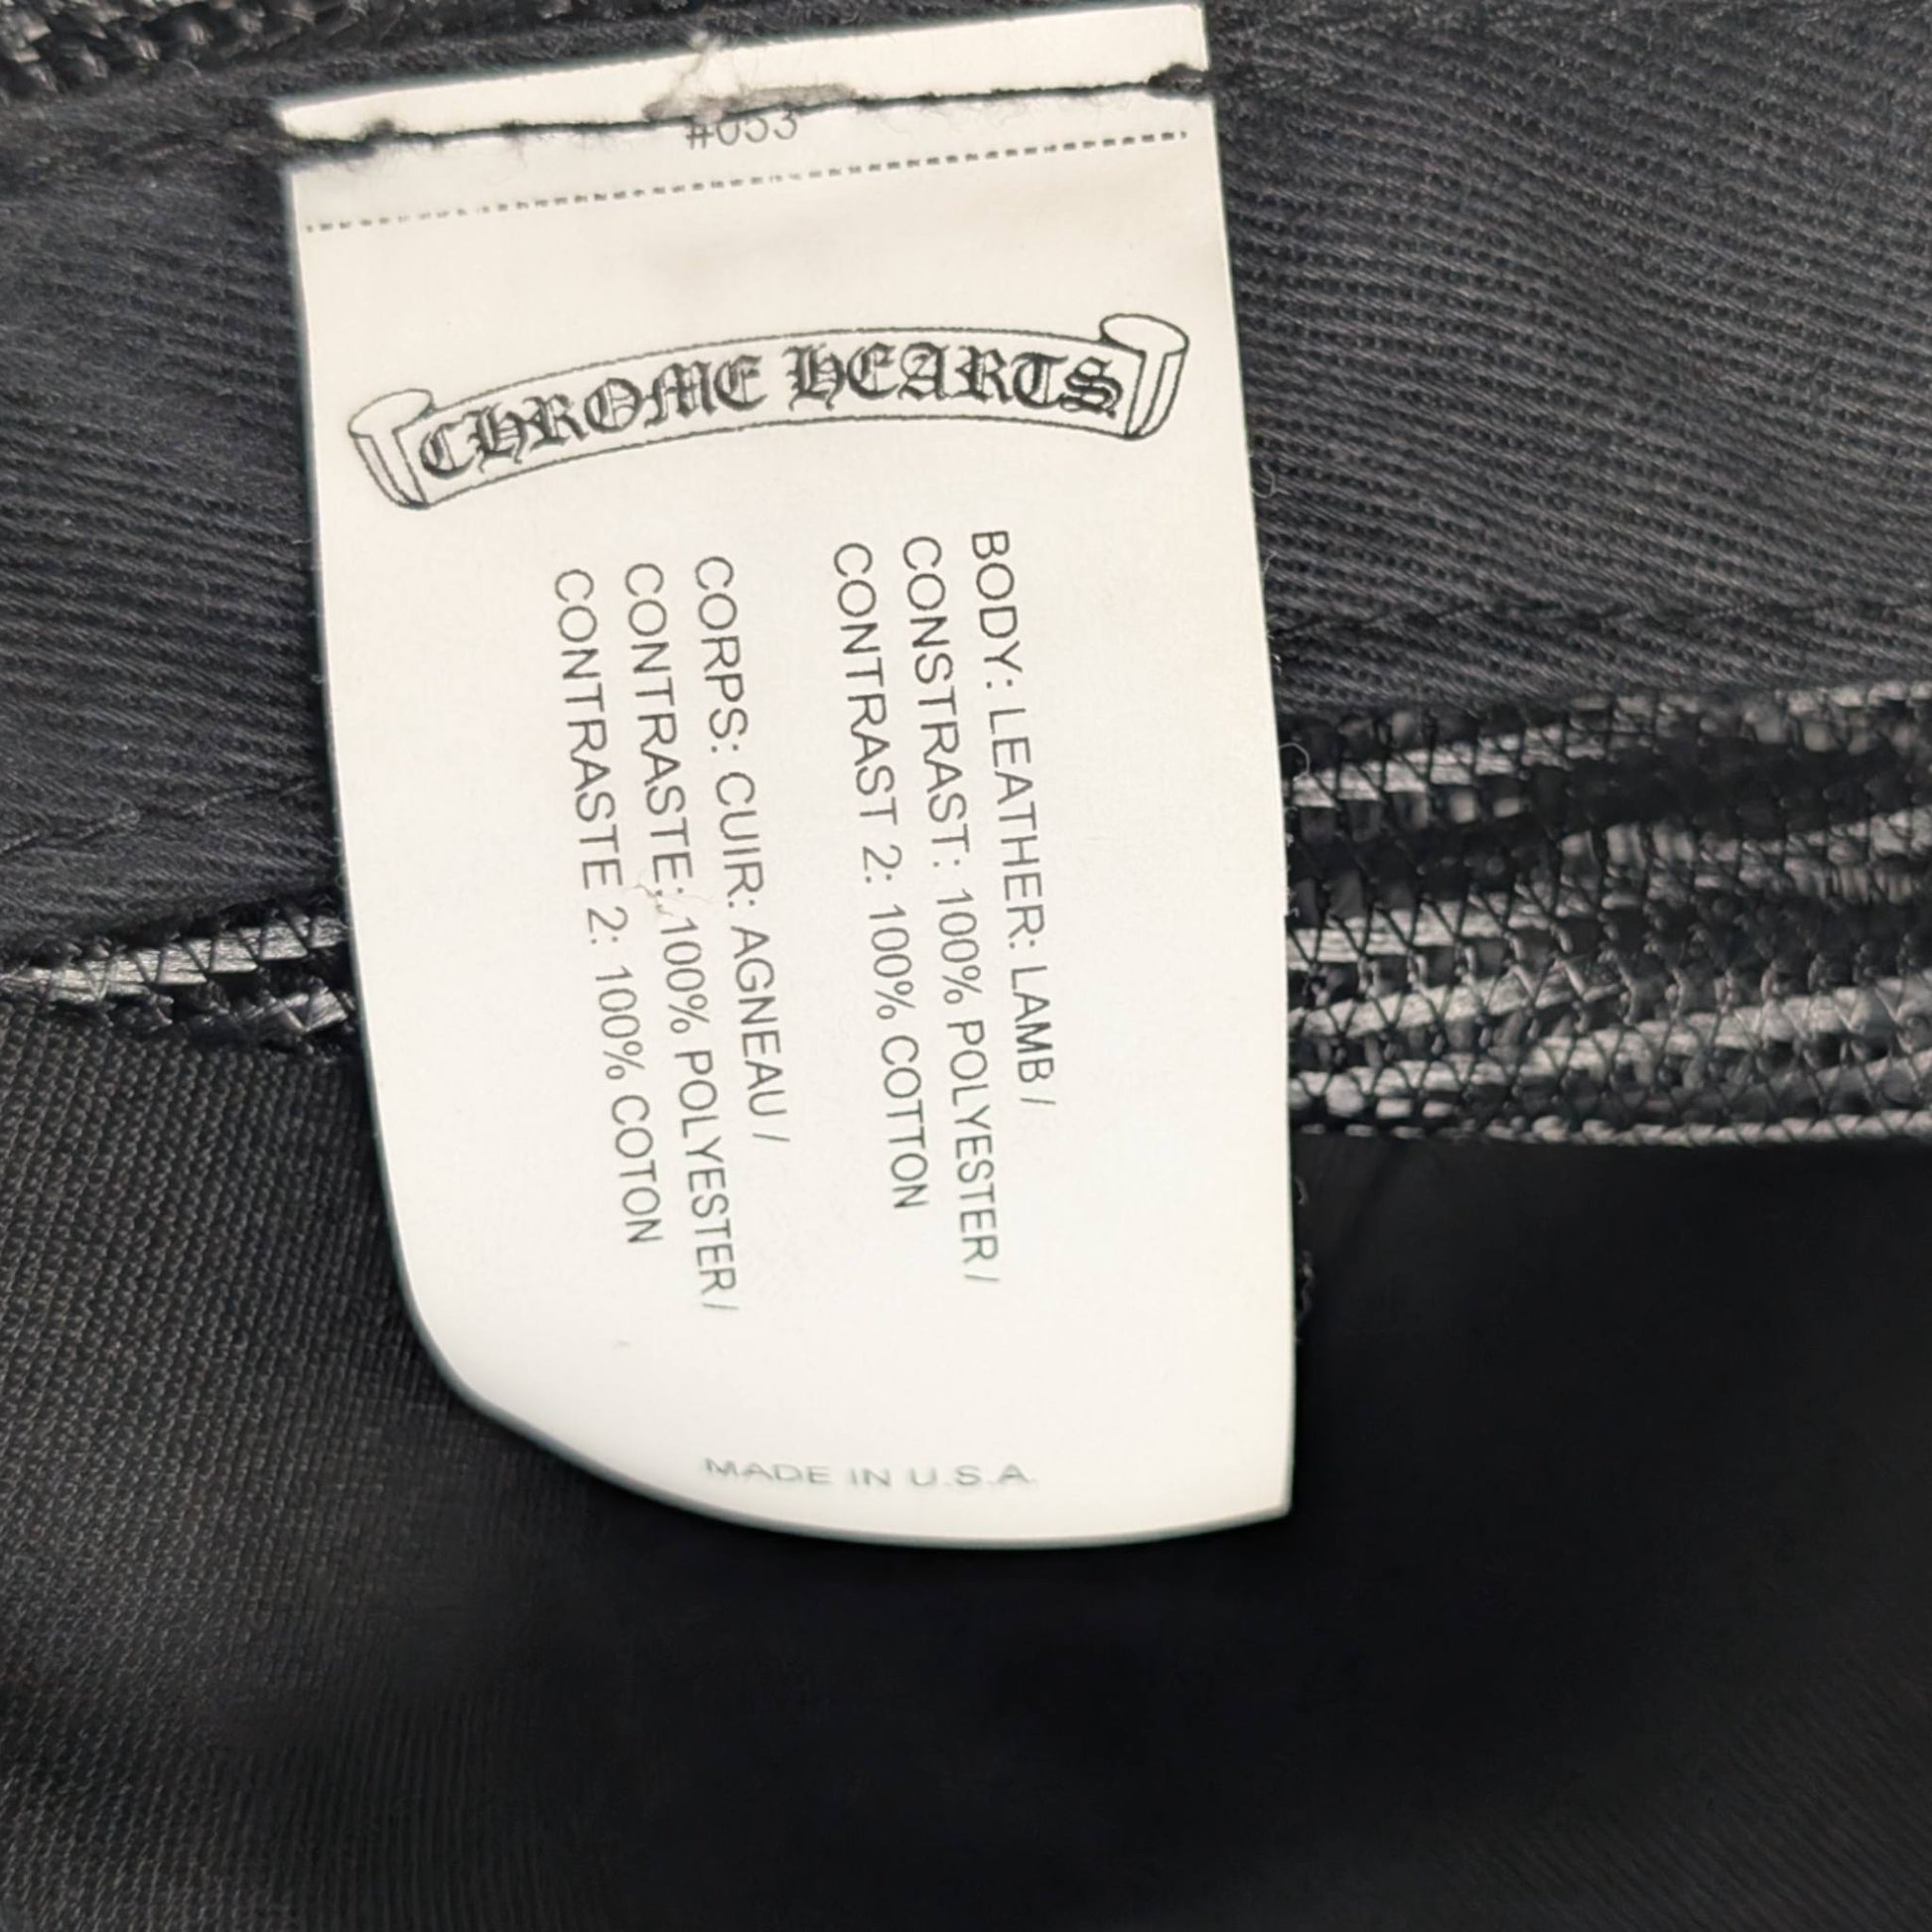 #053
CHROME HEARTS
BODY: LEATHER: LAMB /
CONSTRAST: 100% POLYESTER /
CONTRAST 2: 100% COTTON
CORPS: CUIR: AGNEAU /
CONTRASTE: 100% POLYESTER /
CONTRASTE 2: 100% COTON
MADE IN U.S.A.